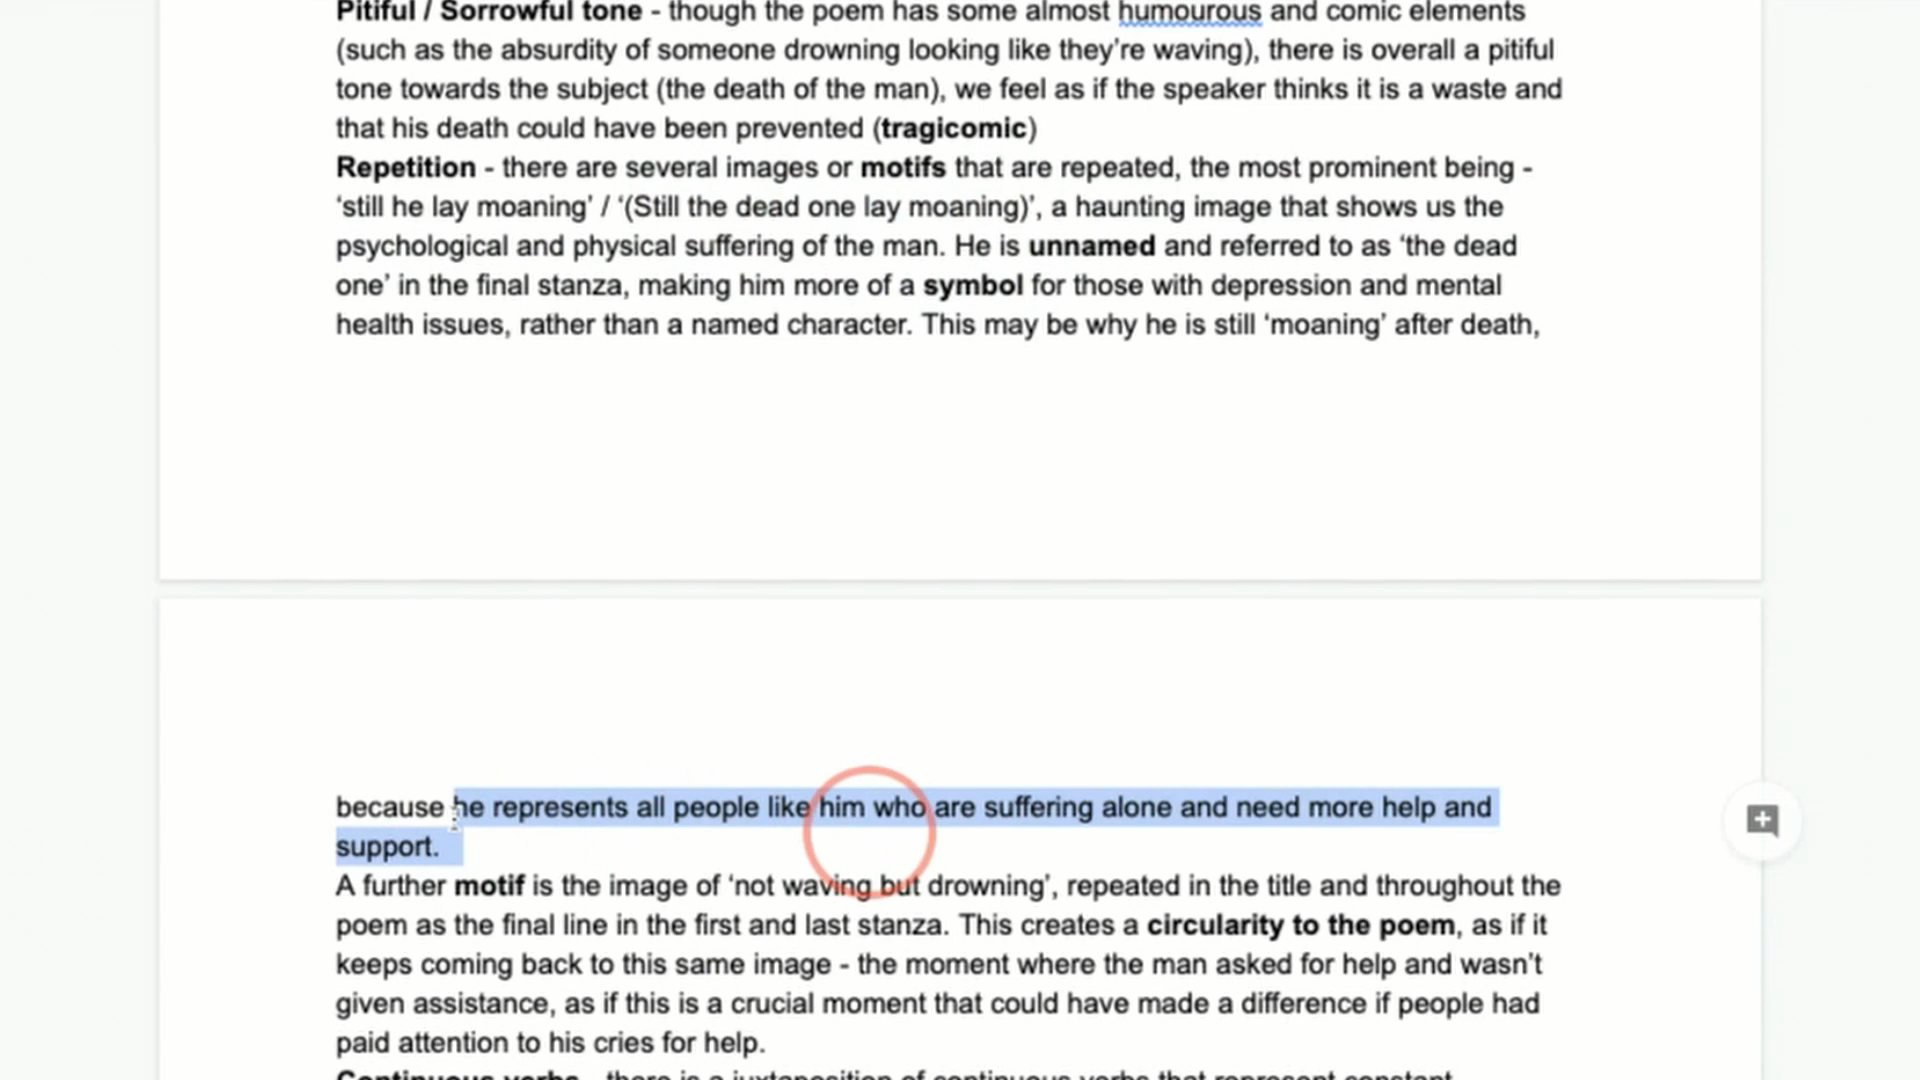 Pitiful / Sorrowful tone - though the poem has some almost humourous and comic elements
(such as the absurdity of someone drowning looking like they’re waving), there is overall a pitiful
tone towards the subject (the death of the man), we feel as if the speaker thinks it is a waste and
that his death could have been prevented (tragicomic)
Repetition - there are several images or motifs that are repeated, the most prominent being -
‘still he lay moaning’ / ‘(Still the dead one lay moaning)’, a haunting image that shows us the
psychological and physical suffering of the man. He is unnamed and referred to as ‘the dead
one’ in the final stanza, making him more of a symbol for those with depression and mental
health issues, rather than a named character. This may be why he is still ‘moaning’ after death,
because he represents all people like him who are suffering alone and need more help and
support.
A further motif is the image of ‘not waving but drowning’, repeated in the title and throughout the
poem as the final line in the first and last stanza. This creates a circularity to the poem, as if it
keeps coming back to this same image - the moment where the man asked for help and wasn’t
given assistance, as if this is a crucial moment that could have made a difference if people had
paid attention to his cries for help.
Continuous verbs - there is a juxtaposition of continuous verbs that represent constant